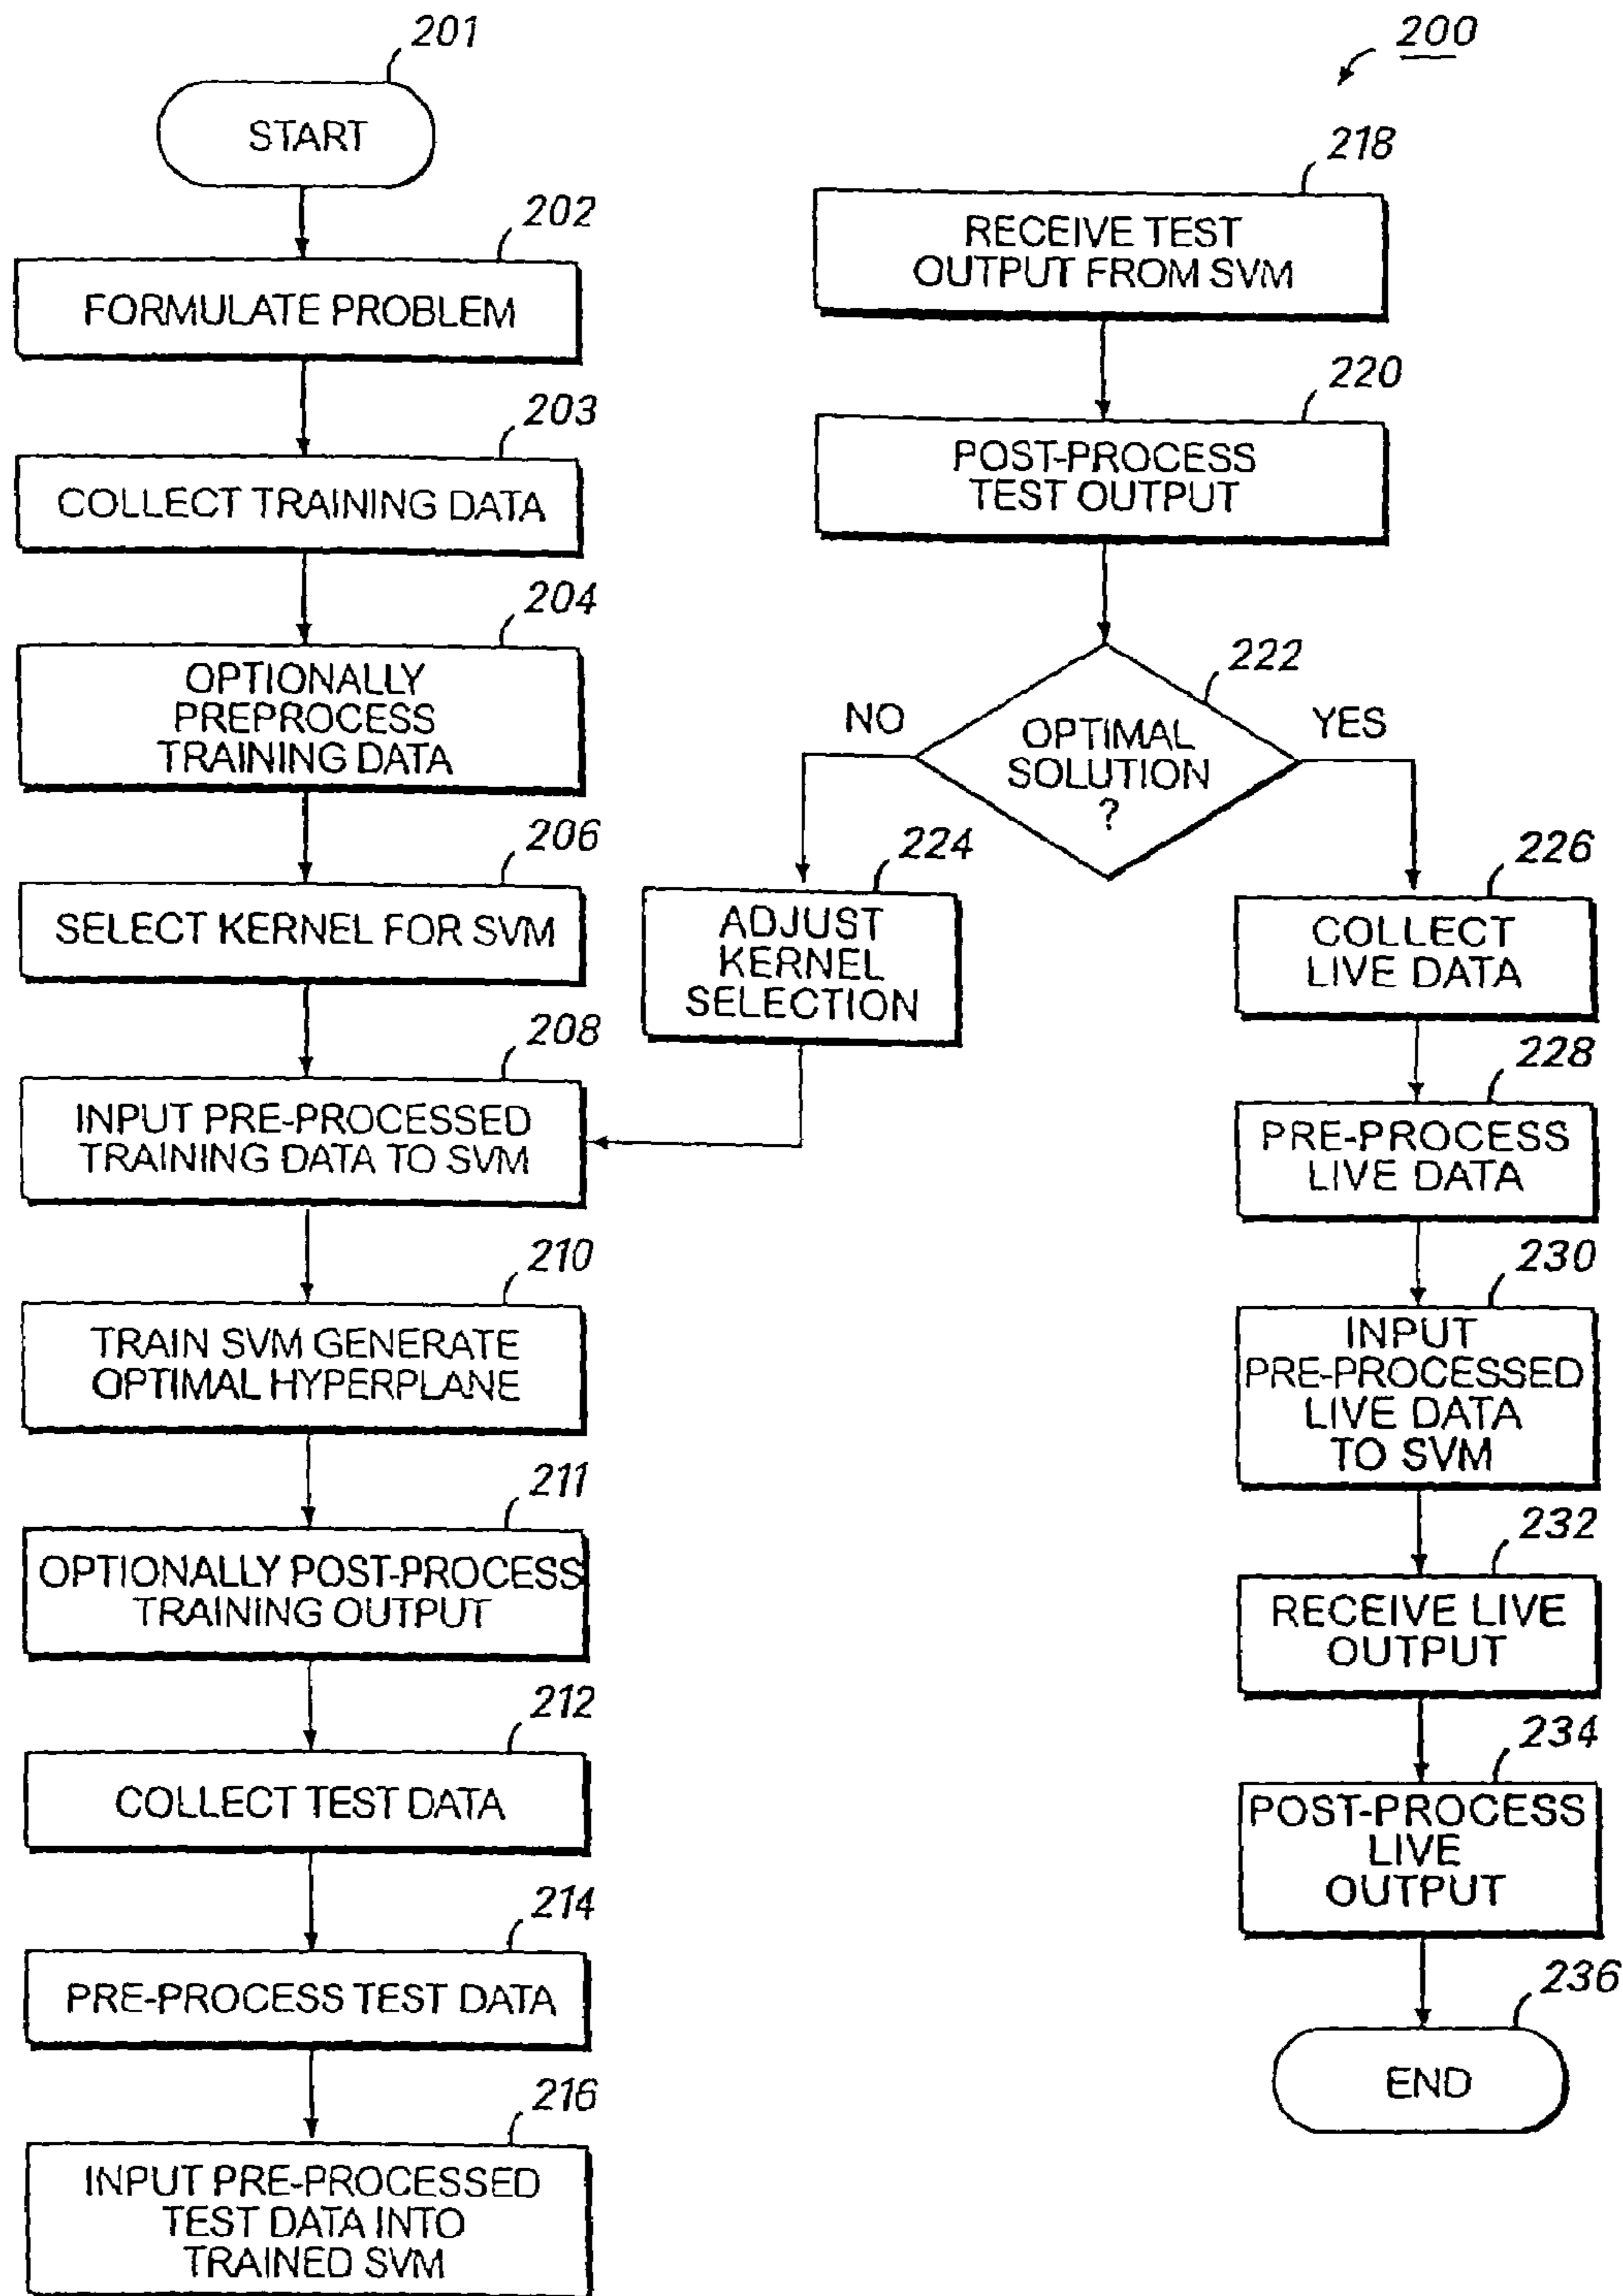 201
START
202
FORMULATE PROBLEM
203
COLLECT TRAINING DATA
204
OPTIONALLY
PREPROCESS
TRAINING DATA
206
SELECT KERNEL FOR SVM
208
INPUT PRE-PROCESSED
TRAINING DATA TO SVM
210
TRAIN SVM GENERATE
OPTIMAL HYPERPLANE
211
OPTIONALLY POST-PROCESS
TRAINING OUTPUT
212
COLLECT TEST DATA
214
PRE-PROCESS TEST DATA
216
INPUT PRE-PROCESSED
TEST DATA INTO
TRAINED SVM
200
218
RECEIVE TEST
OUTPUT FROM SVM
220
POST-PROCESS
TEST OUTPUT
222
OPTIMAL
SOLUTION
?
NO
YES
224
ADJUST
KERNEL
SELECTION
226
COLLECT
LIVE DATA
228
PRE-PROCESS
LIVE DATA
230
INPUT
PRE-PROCESSED
LIVE DATA
TO SVM
232
RECEIVE LIVE
OUTPUT
234
POST-PROCESS
LIVE
OUTPUT
236
END